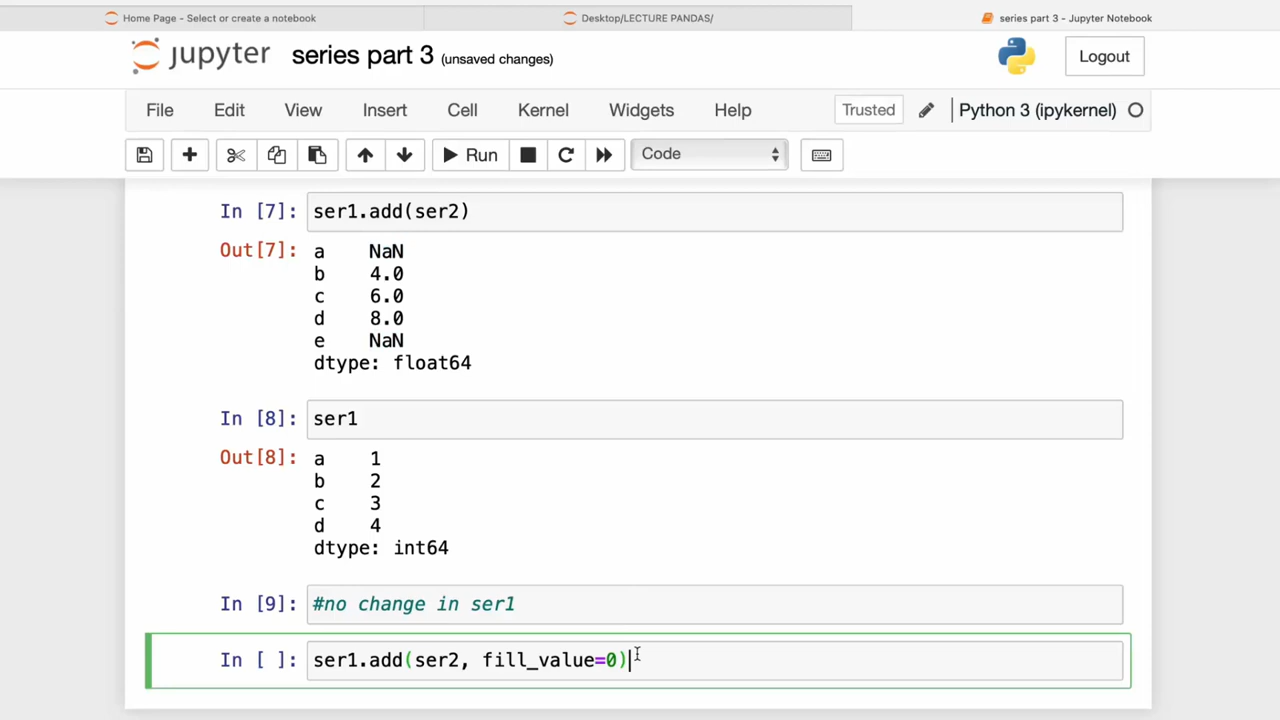 Home Page - Select or create a notebook
Desktop/LECTURE PANDAS/
series part 3 - Jupyter Notebook
jupyter series part 3 (unsaved changes)
Logout
File Edit View Insert Cell Kernel Widgets Help Trusted Python 3 (ipykernel)
Run Code
In [7]: ser1.add(ser2)
Out[7]: a NaN
b 4.0
c 6.0
d 8.0
e NaN
dtype: float64
In [8]: ser1
Out[8]: a 1
b 2
c 3
d 4
dtype: int64
In [9]: #no change in ser1
In [ ]: ser1.add(ser2, fill_value=0)